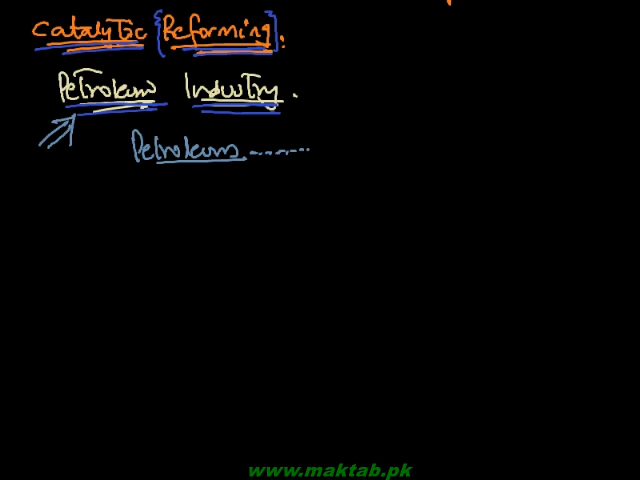 Catalytic {Reforming}.
Petroleum Industry.
Petroleum ........
www.maktab.pk